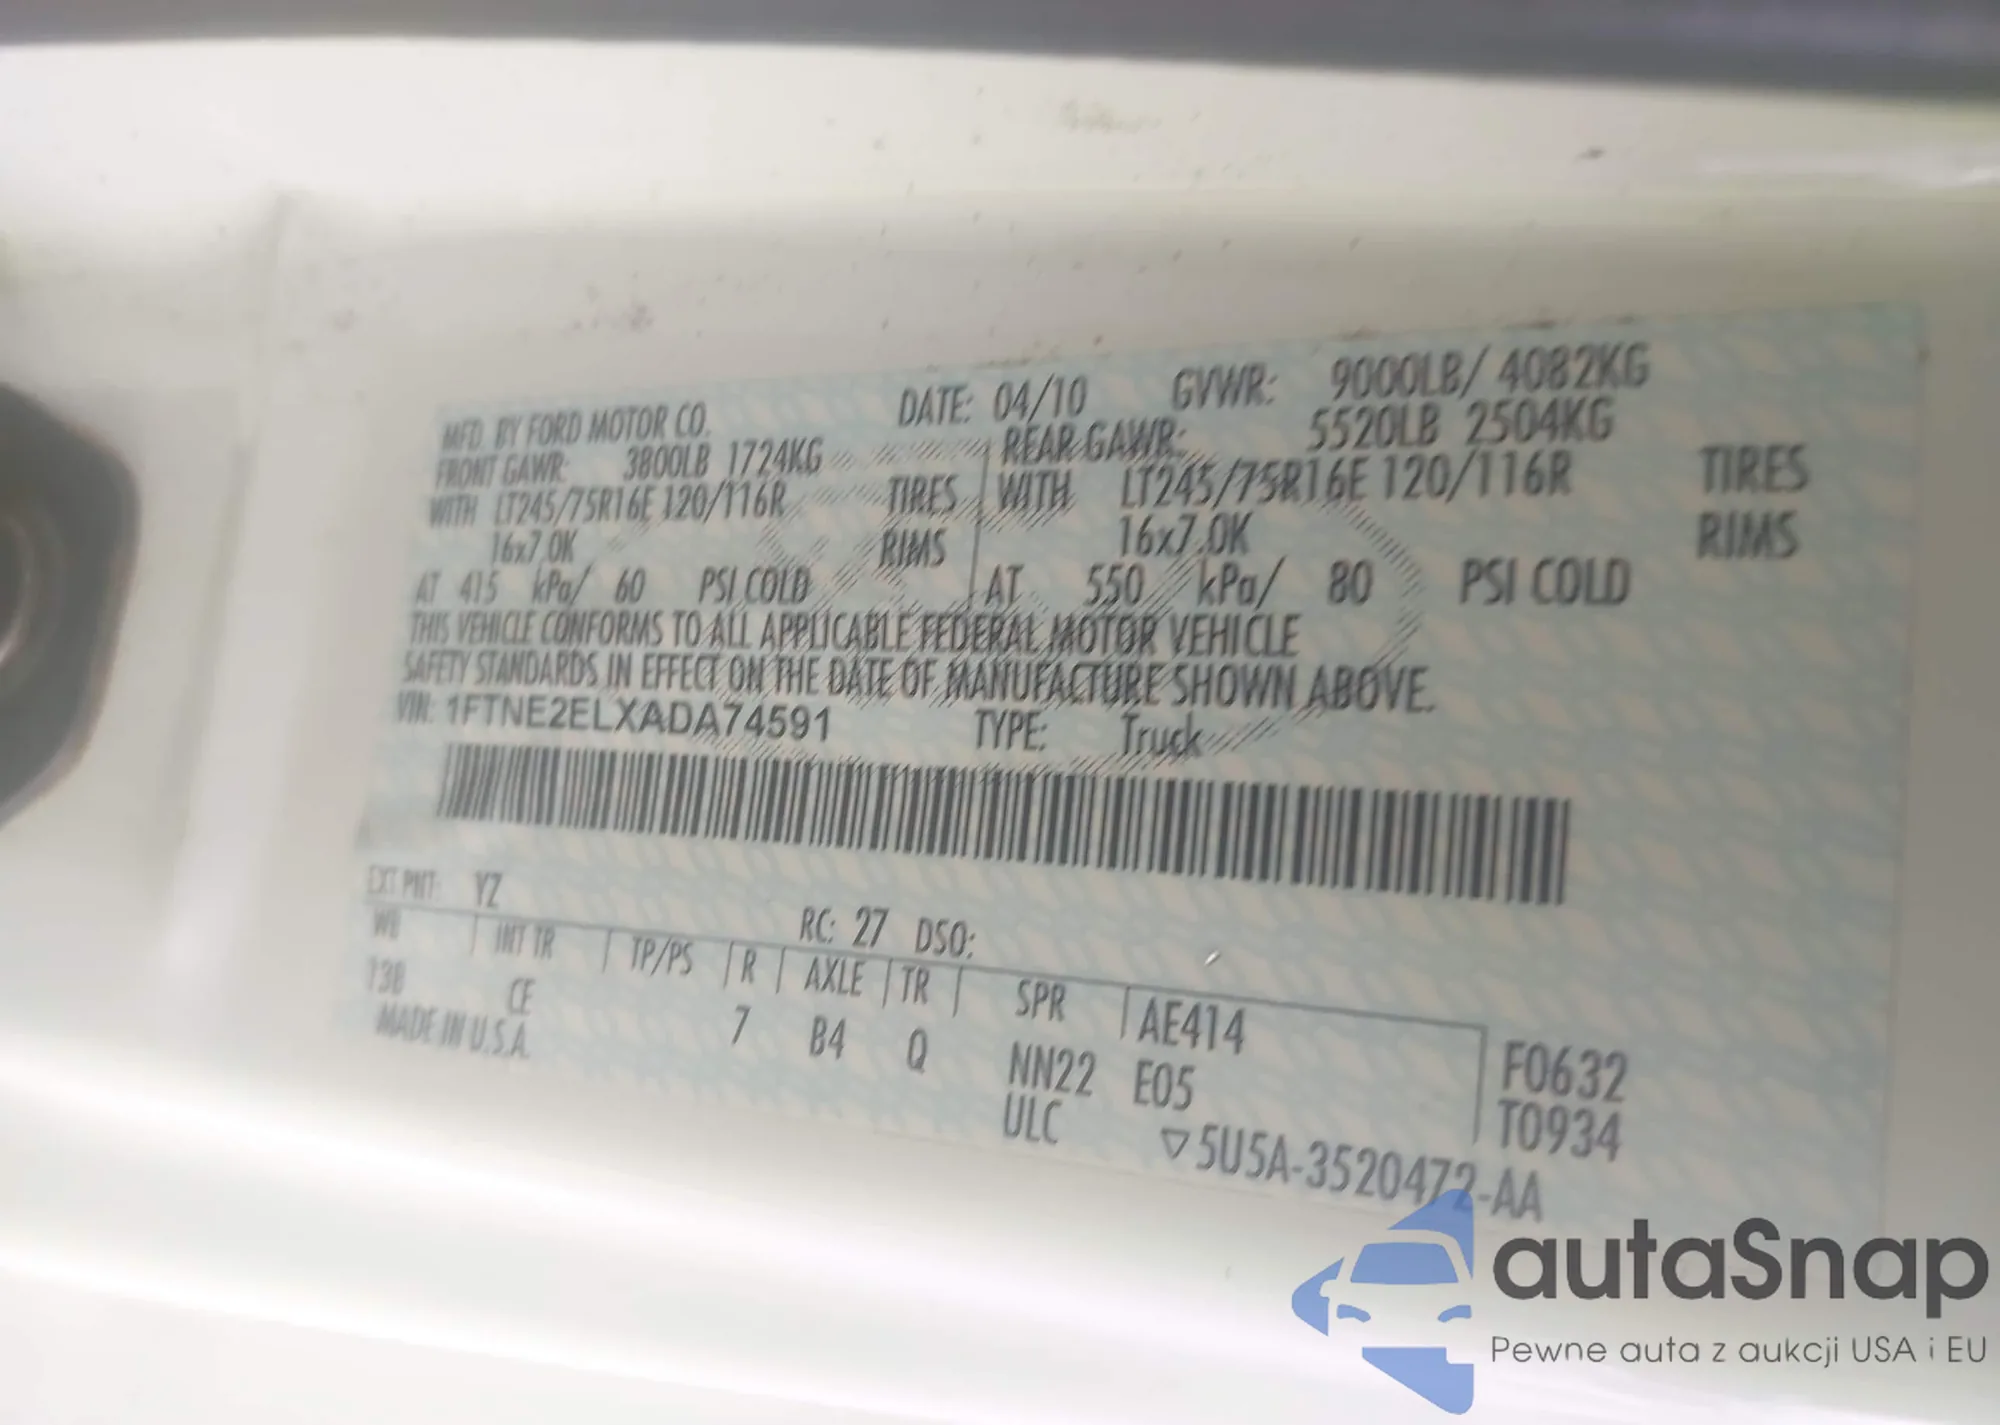 MFD. BY FORD MOTOR CO. DATE: 04/10 GVWR: 9000LB/ 4082KG
FRONT GAWR: 3800LB 1724KG REAR GAWR: 5520LB 2504KG
WITH LT245/75R16E 120/116R TIRES WITH LT245/75R16E 120/116R TIRES
16x7.0K RIMS 16x7.0K RIMS
AT 415 kPa/ 60 PSI COLD AT 550 kPa/ 80 PSI COLD
THIS VEHICLE CONFORMS TO ALL APPLICABLE FEDERAL MOTOR VEHICLE
SAFETY STANDARDS IN EFFECT ON THE DATE OF MANUFACTURE SHOWN ABOVE.
VIN: 1FTNE2ELXADA74591 TYPE: Truck
EXT PNT: YZ RC: 27 DSO:
WB INT TR TP/PS R AXLE TR SPR AE414 F0632
138 CE 7 B4 Q NN22 E05 T0934
MADE IN U.S.A. ULC ▽5U5A-3520472-AA
autaSnap
Pewne auta z aukcji USA i EU